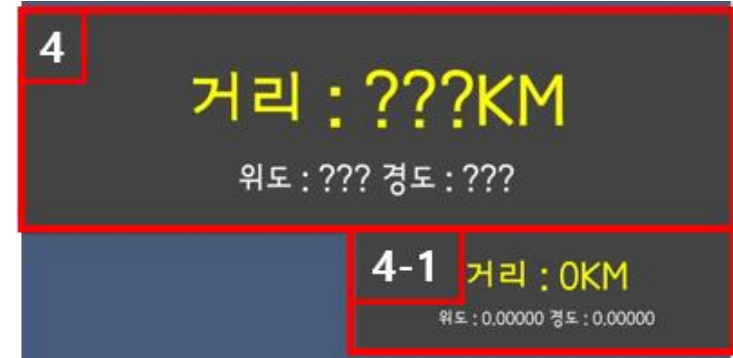 4
거리 : ???KM
위도 : ??? 경도 : ???
4-1
거리 : 0KM
위도 : 0.00000 경도 : 0.00000